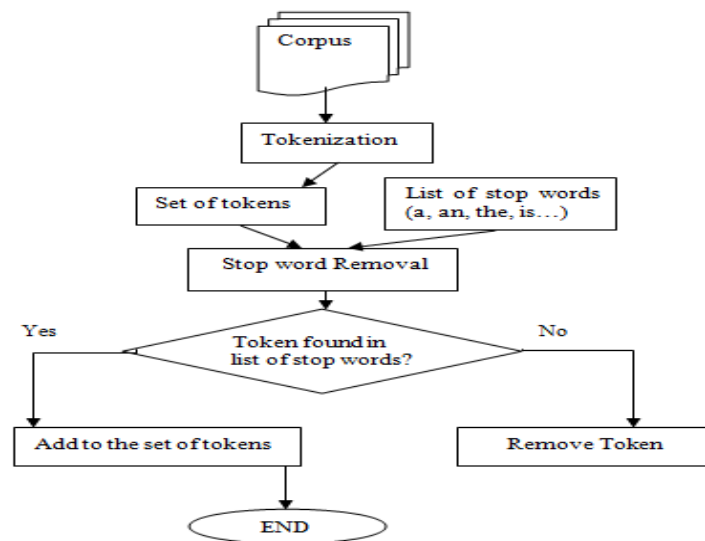 Corpus
Tokenization
Set of tokens
List of stop words
(a, an, the, is...)
Stop word Removal
Yes
No
Token found in
list of stop words?
Add to the set of tokens
Remove Token
END